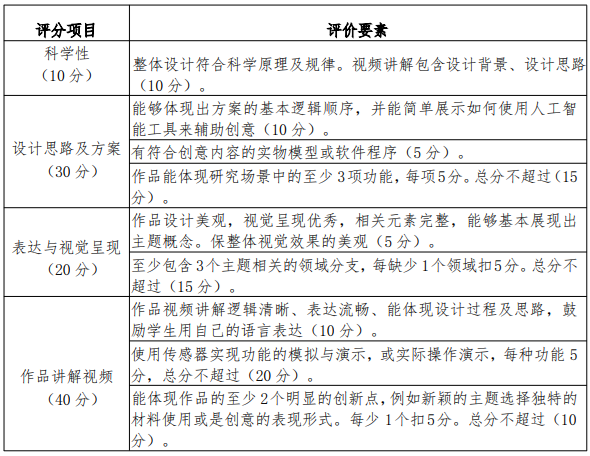 评分项目
评价要素
科学性
（10 分）
整体设计符合科学原理及规律。视频讲解包含设计背景、设计思路
（10 分）。
设计思路及方案
（30 分）
能够体现出方案的基本逻辑顺序，并能简单展示如何使用人工智
能工具来辅助创意（10 分）。
有符合创意内容的实物模型或软件程序（5 分）。
作品能体现研究场景中的至少 3 项功能，每项 5 分。总分不超过（15
分）。
表达与视觉呈现
（20 分）
作品设计美观，视觉呈现优秀，相关元素完整，能够基本展现出
主题概念。保整体视觉效果的美观（5 分）。
至少包含 3 个主题相关的领域分支，每缺少 1 个领域扣 5 分。总分不
超过（15 分）。
作品讲解视频
（40 分）
作品视频讲解逻辑清晰、表达流畅、能体现设计过程及思路，鼓
励学生用自己的语言表达（10 分）。
使用传感器实现功能的模拟与演示，或实际操作演示，每种功能 5
分，总分不超过（20 分）。
能体现作品的至少 2 个明显的创新点，例如新颖的主题选择独特的
材料使用或是创意的表现形式。每少 1 个扣 5 分。总分不超过（10
分）。